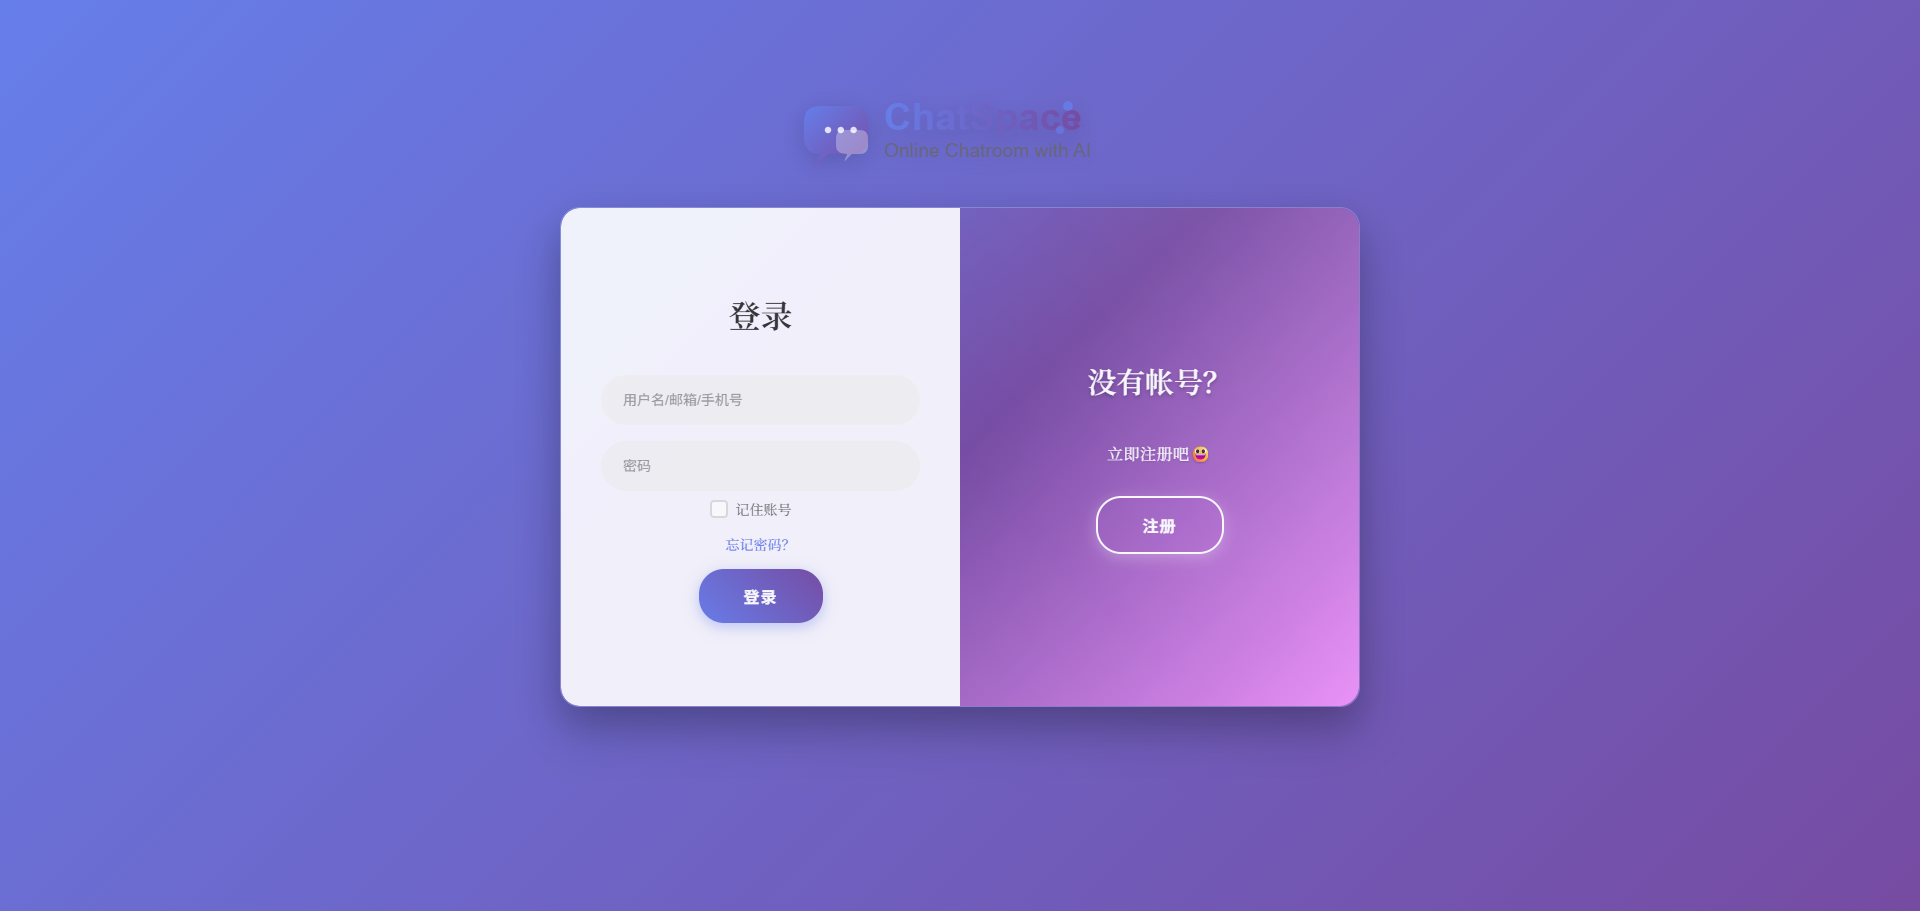 ChatSpace
Online Chatroom with AI
登录
用户名/邮箱/手机号
密码
记住账号
忘记密码?
登录
没有帐号?
立即注册吧 😃
注册